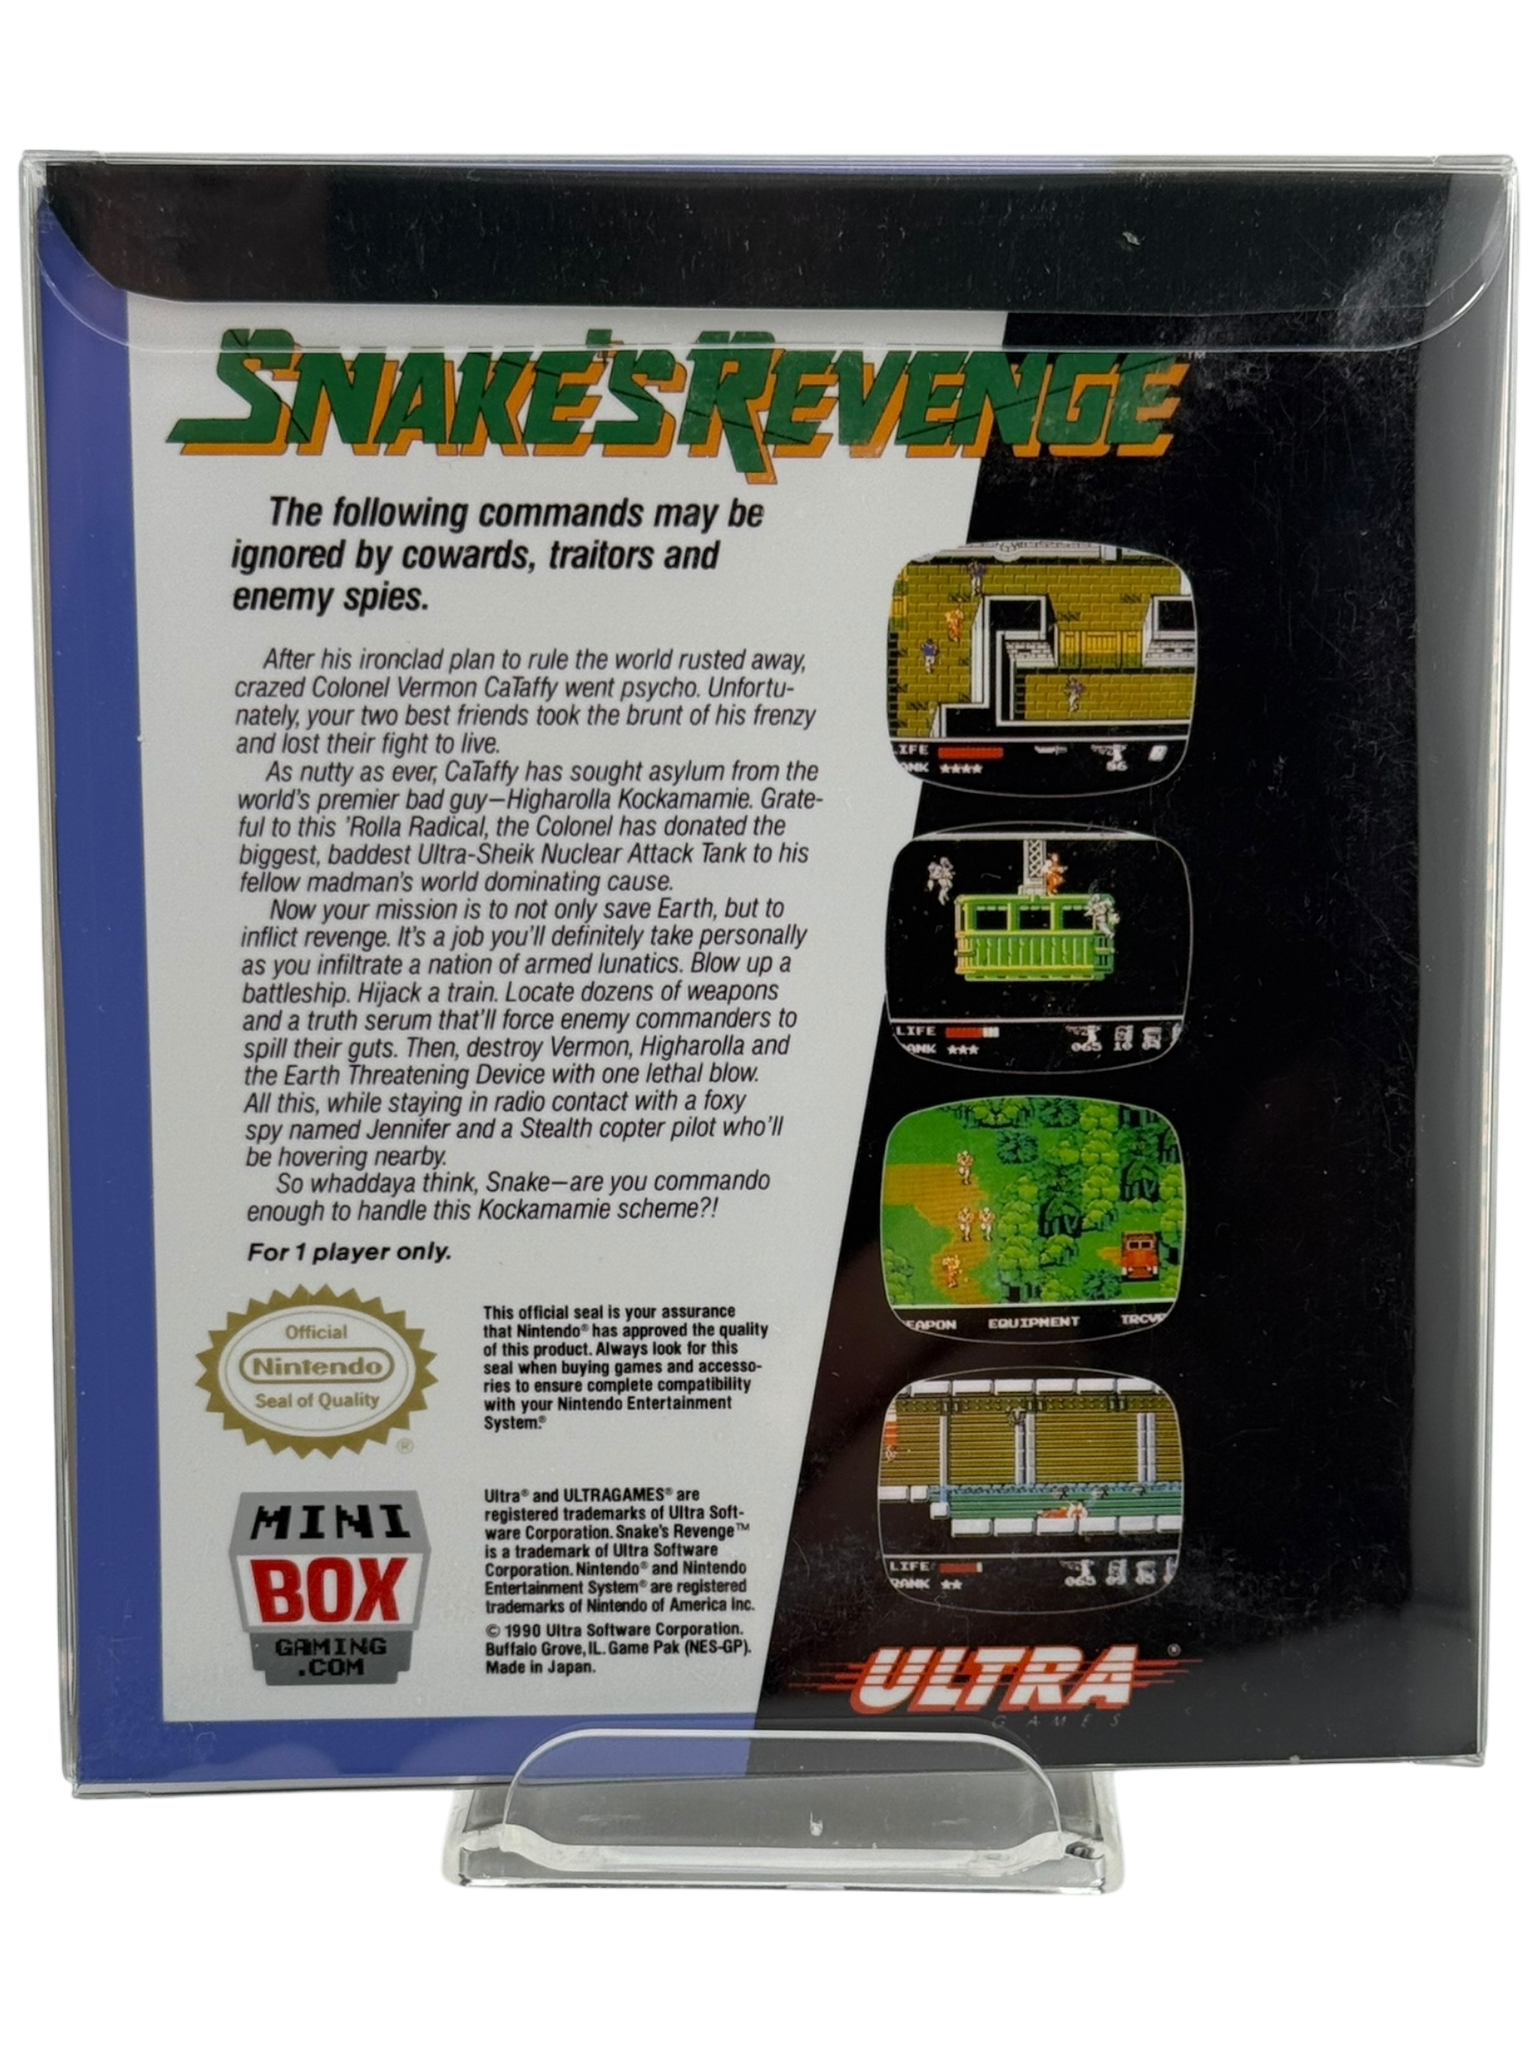 SNAKE'S REVENGE™
The following commands may be
ignored by cowards, traitors and
enemy spies.
After his ironclad plan to rule the world rusted away,
crazed Colonel Vermon CaTaffy went psycho. Unfortu-
nately, your two best friends took the brunt of his frenzy
and lost their fight to live.
As nutty as ever, CaTaffy has sought asylum from the
world's premier bad guy—Higharolla Kockamamie. Grate-
ful to this 'Rolla Radical, the Colonel has donated the
biggest, baddest Ultra-Sheik Nuclear Attack Tank to his
fellow madman's world dominating cause.
Now your mission is to not only save Earth, but to
inflict revenge. It's a job you'll definitely take personally
as you infiltrate a nation of armed lunatics. Blow up a
battleship. Hijack a train. Locate dozens of weapons
and a truth serum that'll force enemy commanders to
spill their guts. Then, destroy Vermon, Higharolla and
the Earth Threatening Device with one lethal blow.
All this, while staying in radio contact with a foxy
spy named Jennifer and a Stealth copter pilot who'll
be hovering nearby.
So whaddaya think, Snake—are you commando
enough to handle this Kockamamie scheme?!
For 1 player only.
Official
Nintendo
Seal of Quality
®
This official seal is your assurance
that Nintendo® has approved the quality
of this product. Always look for this
seal when buying games and accesso-
ries to ensure complete compatibility
with your Nintendo Entertainment
System.®
MINI
BOX
GAMING
.COM
Ultra® and ULTRAGAMES® are
registered trademarks of Ultra Soft-
ware Corporation. Snake's Revenge™
is a trademark of Ultra Software
Corporation. Nintendo® and Nintendo
Entertainment System® are registered
trademarks of Nintendo of America Inc.
© 1990 Ultra Software Corporation.
Buffalo Grove, IL. Game Pak (NES-GP).
Made in Japan.
LIFE
ANK ★★★★ 86
LIFE
ANK ★★★ 065 10
EAPON EQUIPMENT TRCV
LIFE
RANK ★★ 065
ULTRA®
GAMES